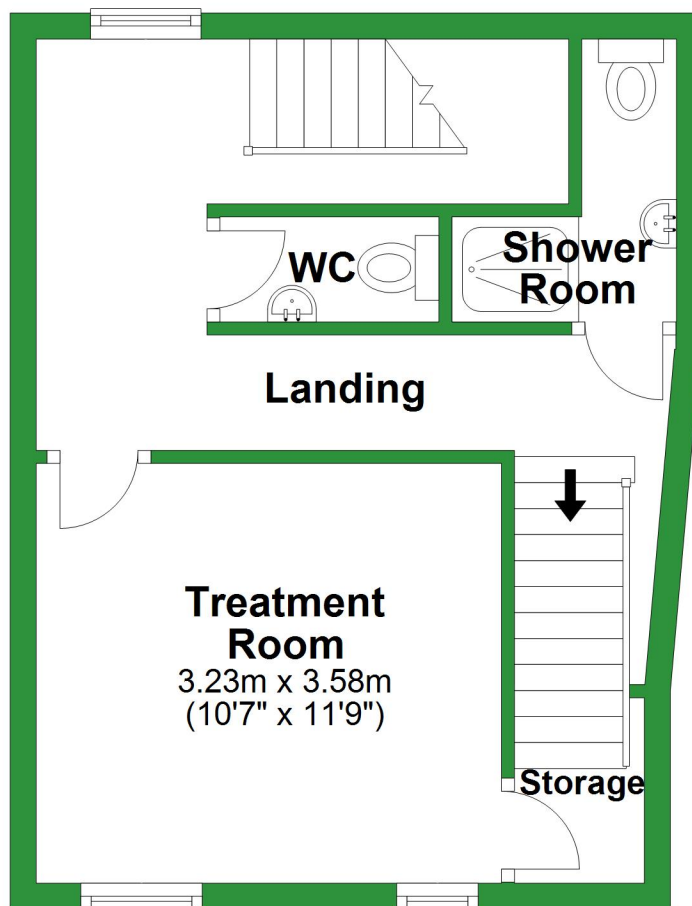 Shower
Room
WC
Landing
Treatment
Room
3.23m x 3.58m
(10'7" x 11'9")
Storage